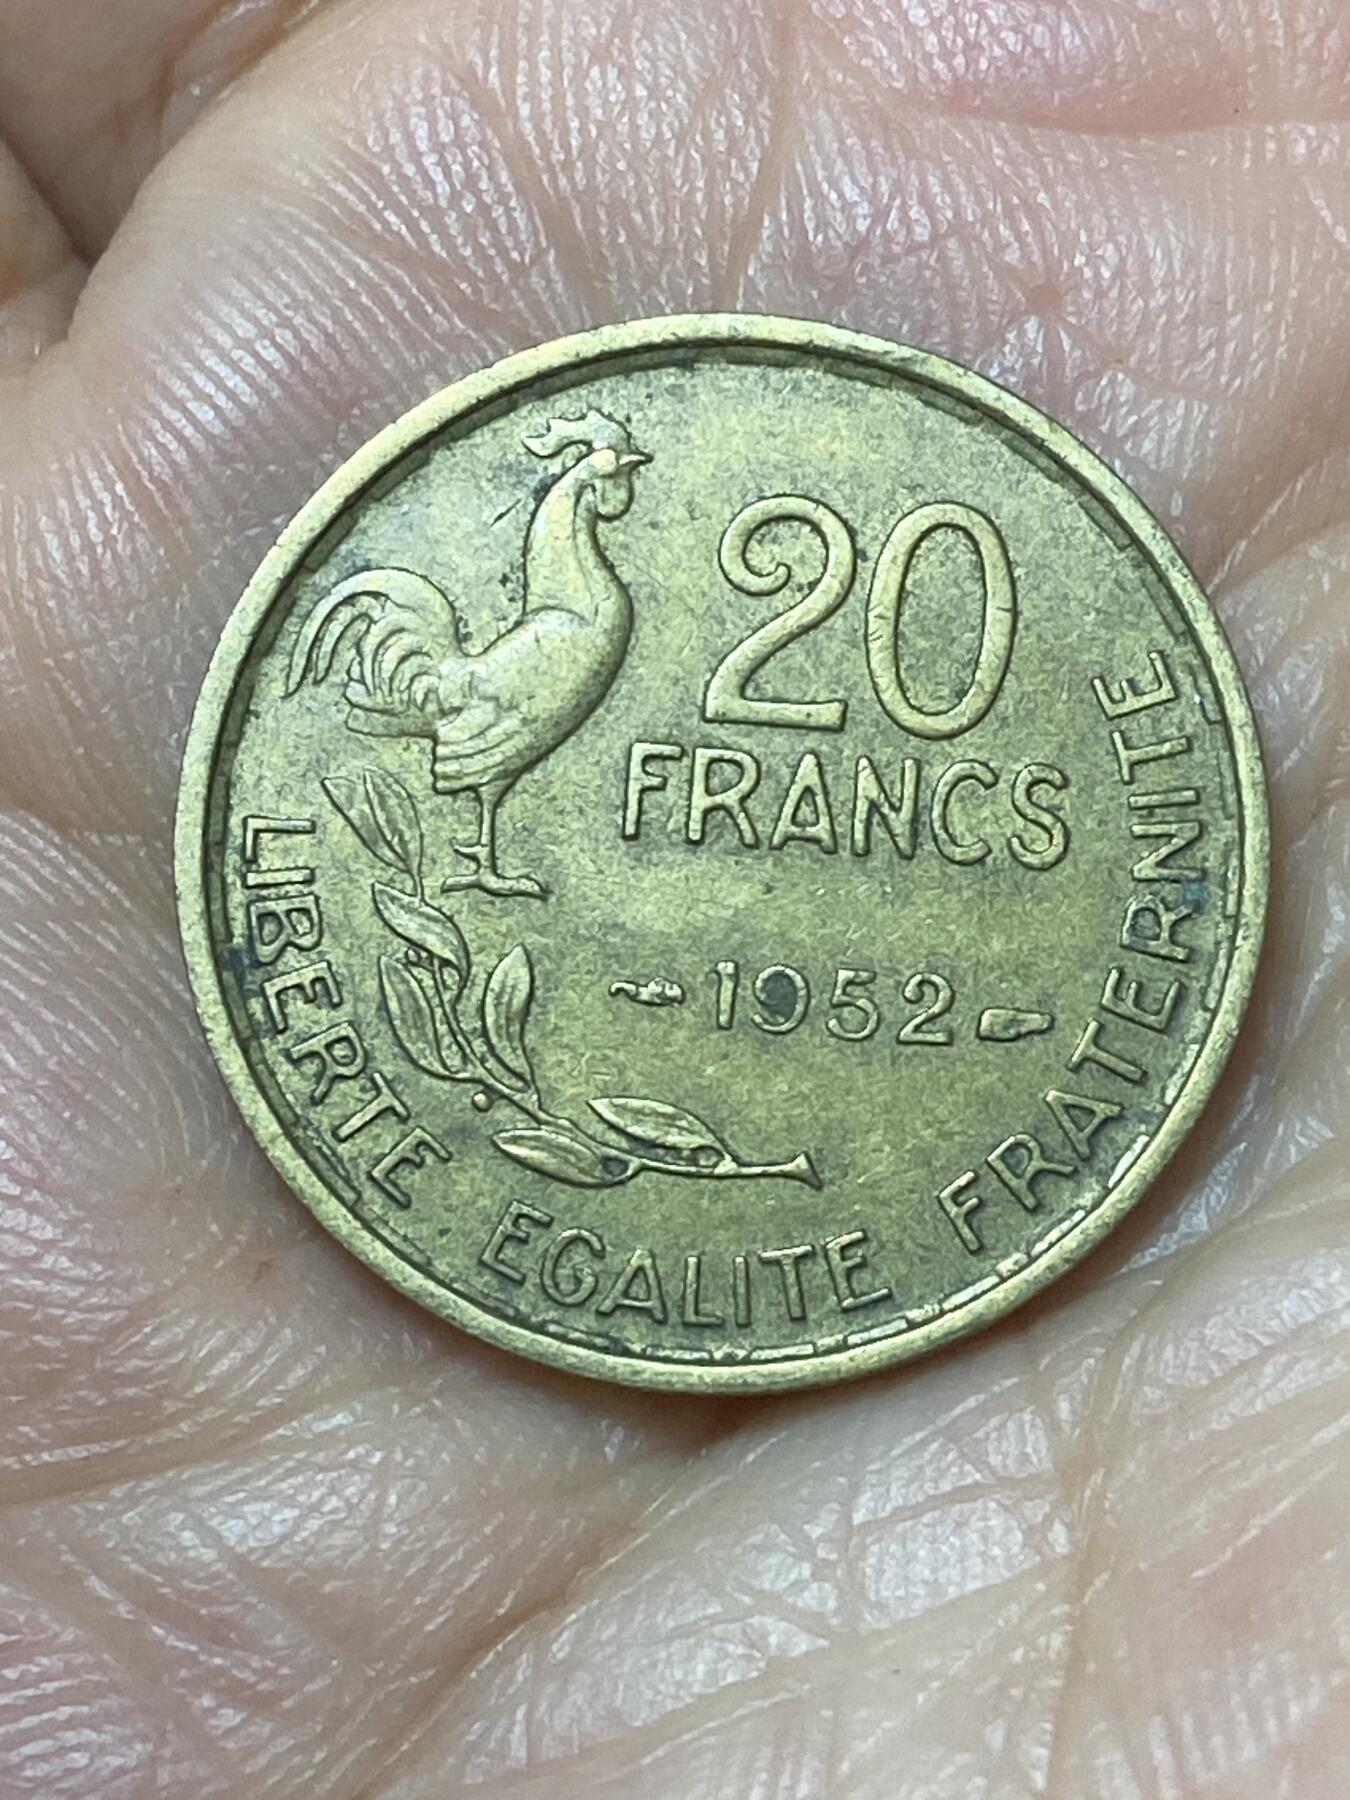 20
FRANCS
1952
LIBERTE EGALITE FRATERNITE